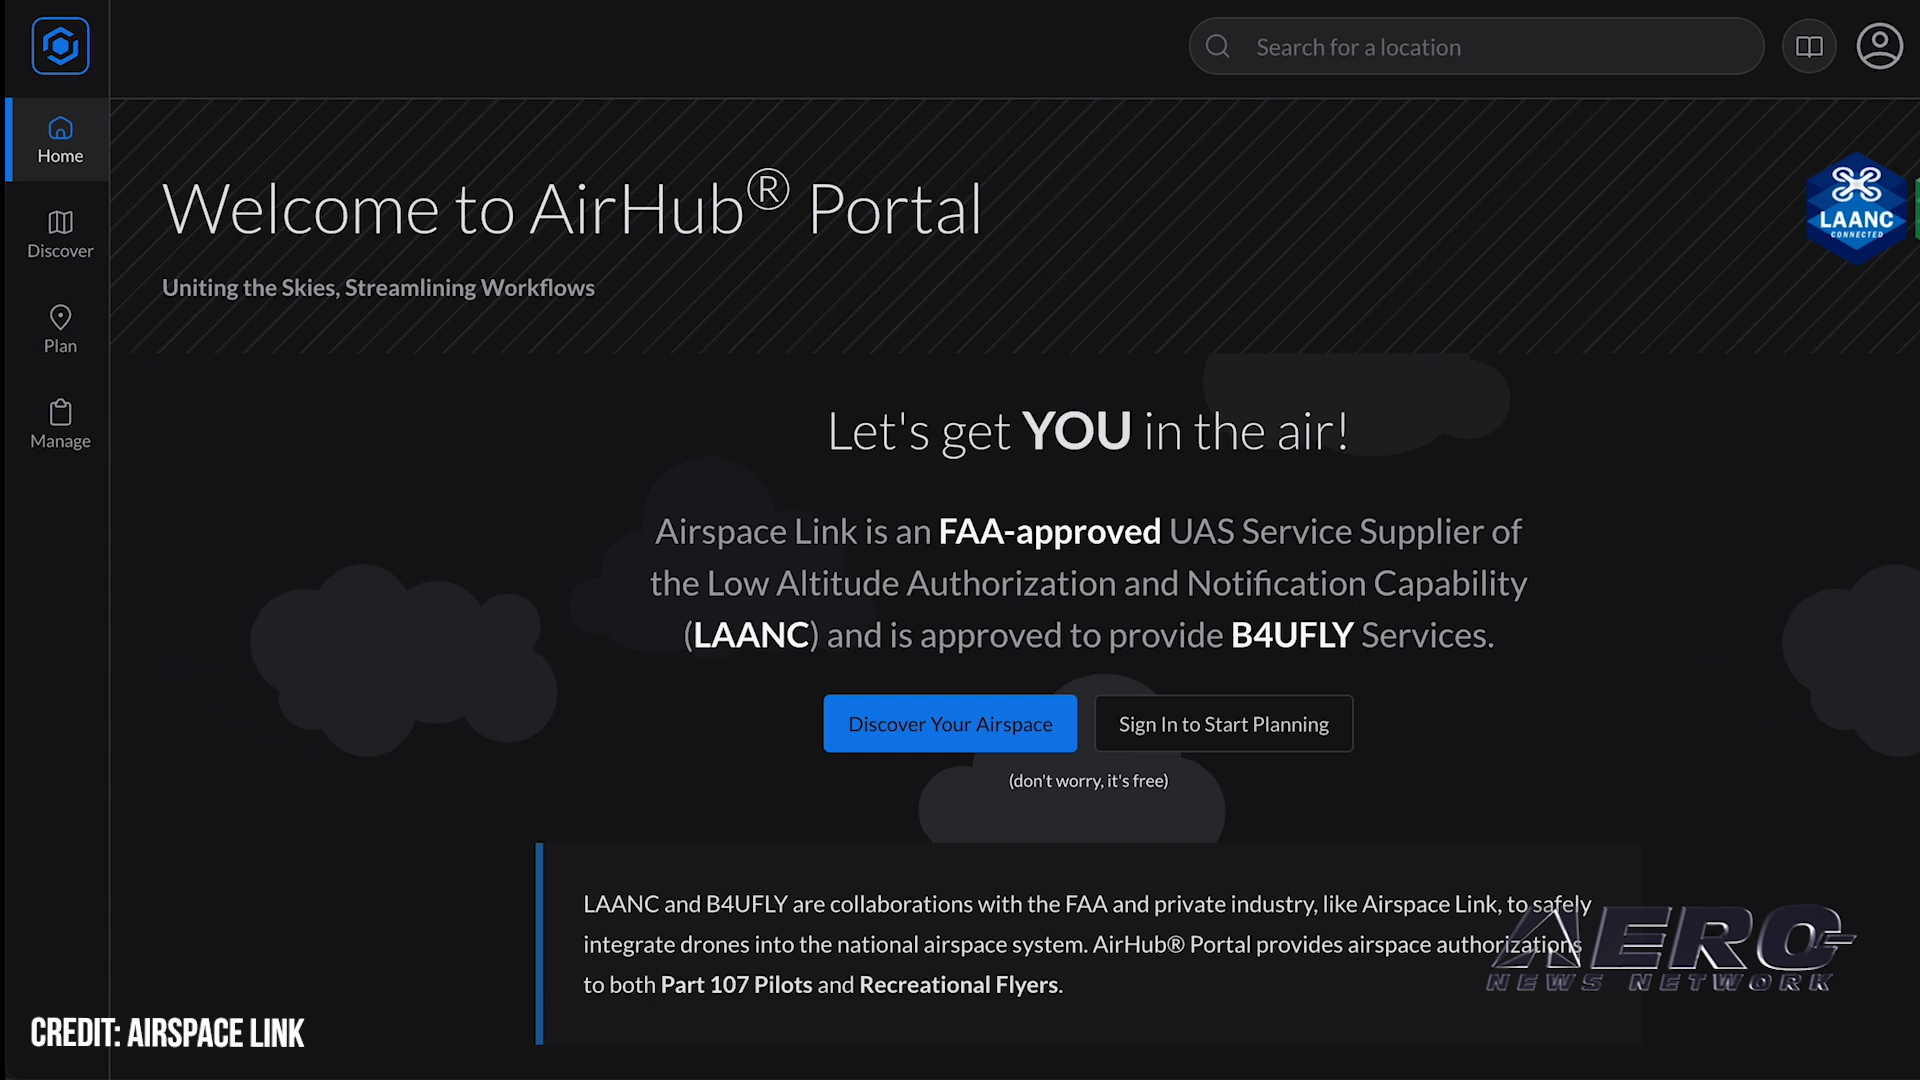 Search for a location
Home
Discover
Plan
Manage
Welcome to AirHub® Portal
Uniting the Skies, Streamlining Workflows
LAANC
CONNECTED
Let's get YOU in the air!
Airspace Link is an FAA-approved UAS Service Supplier of
the Low Altitude Authorization and Notification Capability
(LAANC) and is approved to provide B4UFLY Services.
Discover Your Airspace
Sign In to Start Planning
(don't worry, it's free)
LAANC and B4UFLY are collaborations with the FAA and private industry, like Airspace Link, to safely
integrate drones into the national airspace system. AirHub® Portal provides airspace authorizations
to both Part 107 Pilots and Recreational Flyers.
AERO
NEWS NETWORK
CREDIT: AIRSPACE LINK